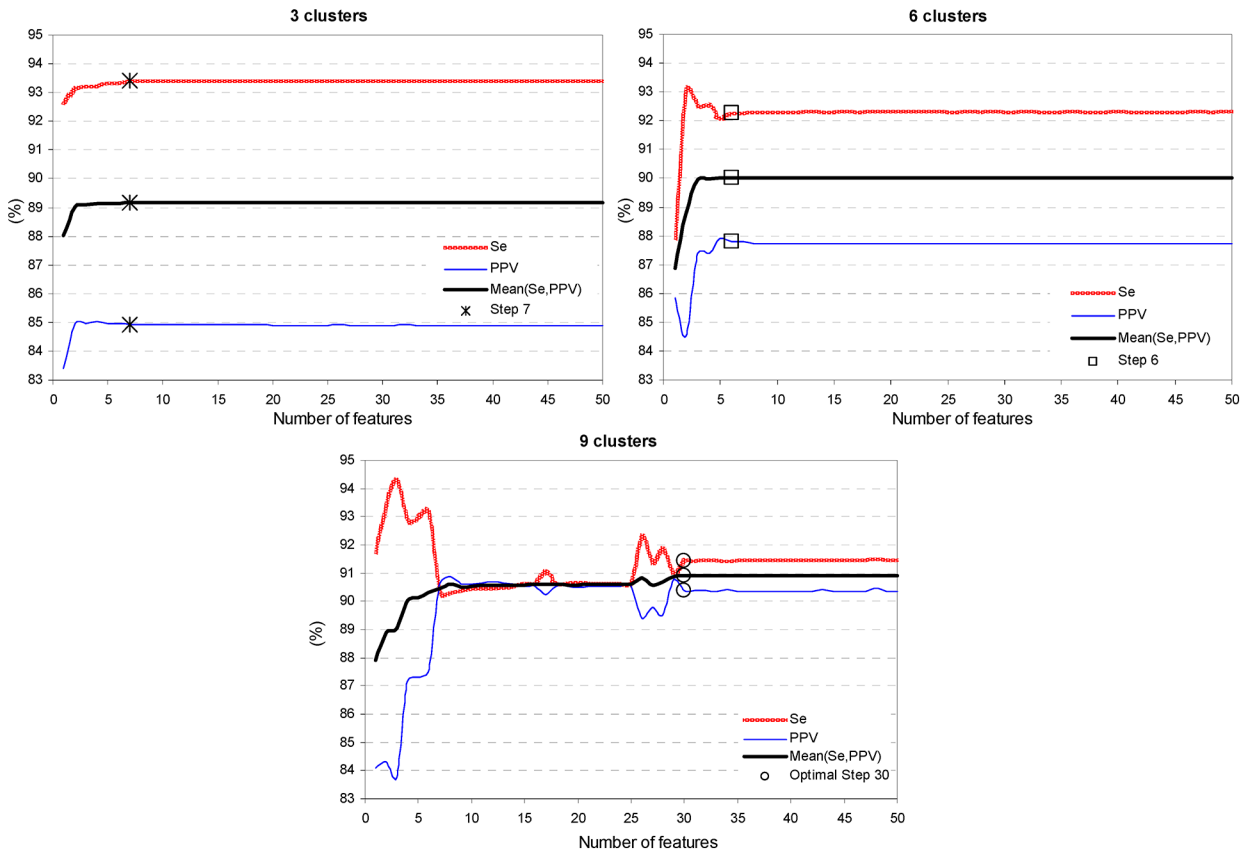 3 clusters
95
94
93
92
91
90
89
88
87
86
85
84
83
(%)
0 5 10 15 20 25 30 35 40 45 50
Number of features
Se
PPV
Mean(Se,PPV)
Step 7
6 clusters
95
94
93
92
91
90
89
88
87
86
85
84
83
(%)
0 5 10 15 20 25 30 35 40 45 50
Number of features
Se
PPV
Mean(Se,PPV)
Step 6
9 clusters
95
94
93
92
91
90
89
88
87
86
85
84
83
(%)
0 5 10 15 20 25 30 35 40 45 50
Number of features
Se
PPV
Mean(Se,PPV)
Optimal Step 30